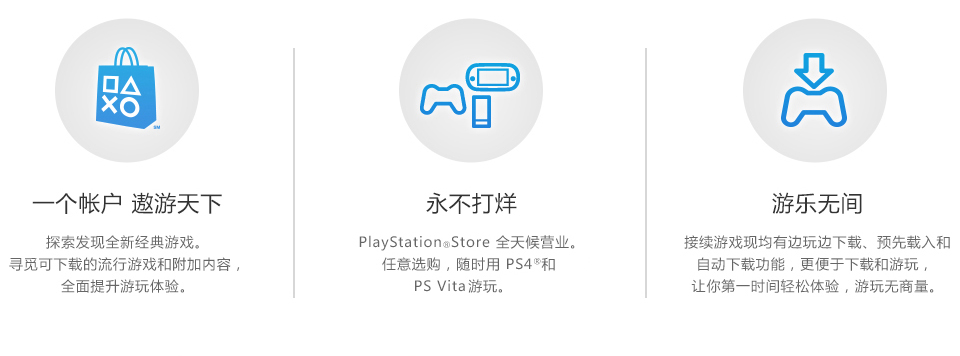 一个帐户 遨游天下
探索发现全新经典游戏。
寻觅可下载的流行游戏和附加内容，
全面提升游玩体验。
永不打烊
PlayStation®Store 全天候营业。
任意选购，随时用 PS4®和
PS Vita游玩。
游乐无间
接续游戏现均有边玩边下载、预先载入和
自动下载功能，更便于下载和游玩，
让你第一时间轻松体验，游玩无商量。